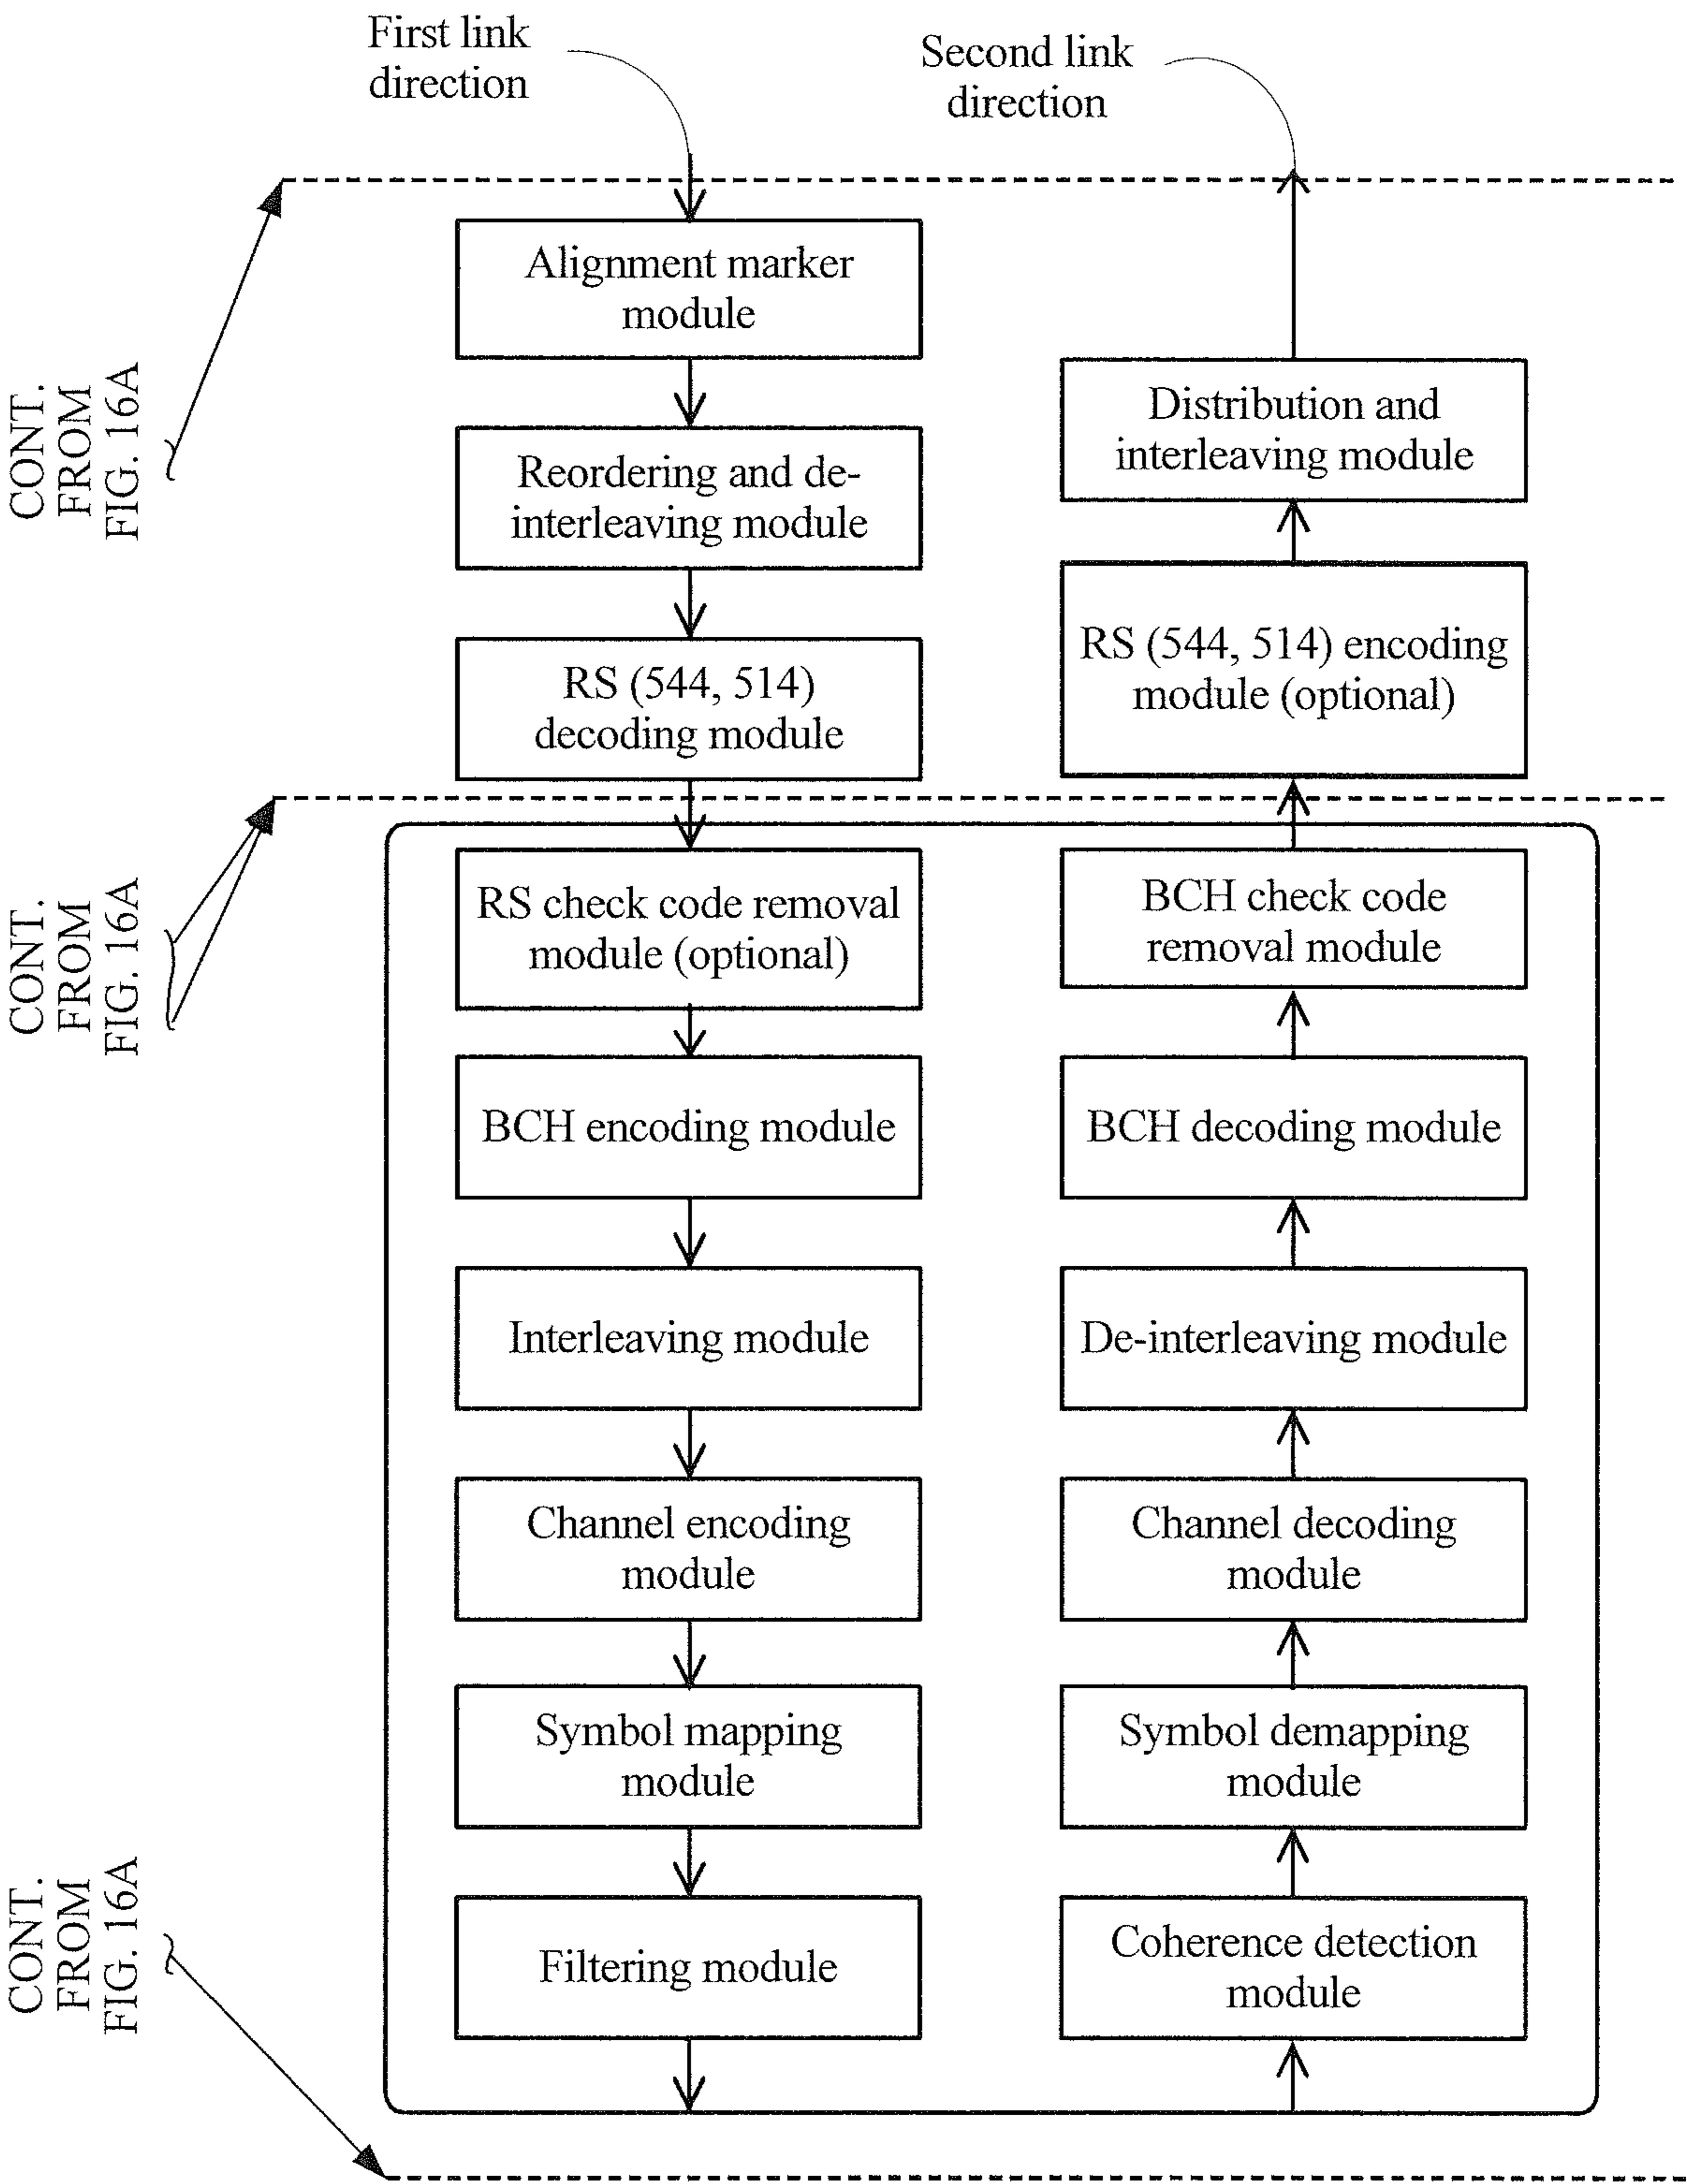 First link
direction
Second link
direction
CONT.
FROM
FIG. 16A
Alignment marker
module
Reordering and de-
interleaving module
RS (544, 514)
decoding module
Distribution and
interleaving module
RS (544, 514) encoding
module (optional)
CONT.
FROM
FIG. 16A
RS check code removal
module (optional)
BCH encoding module
Interleaving module
Channel encoding
module
Symbol mapping
module
Filtering module
BCH check code
removal module
BCH decoding module
De-interleaving module
Channel decoding
module
Symbol demapping
module
Coherence detection
module
CONT.
FROM
FIG. 16A